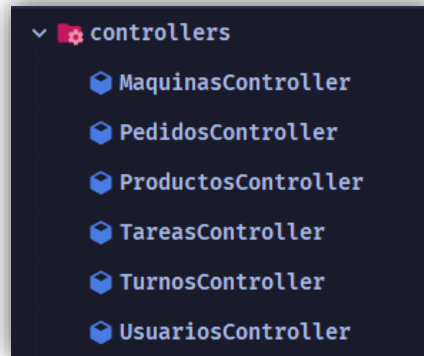 controllers
MaquinasController
PedidosController
ProductosController
TareasController
TurnosController
UsuariosController